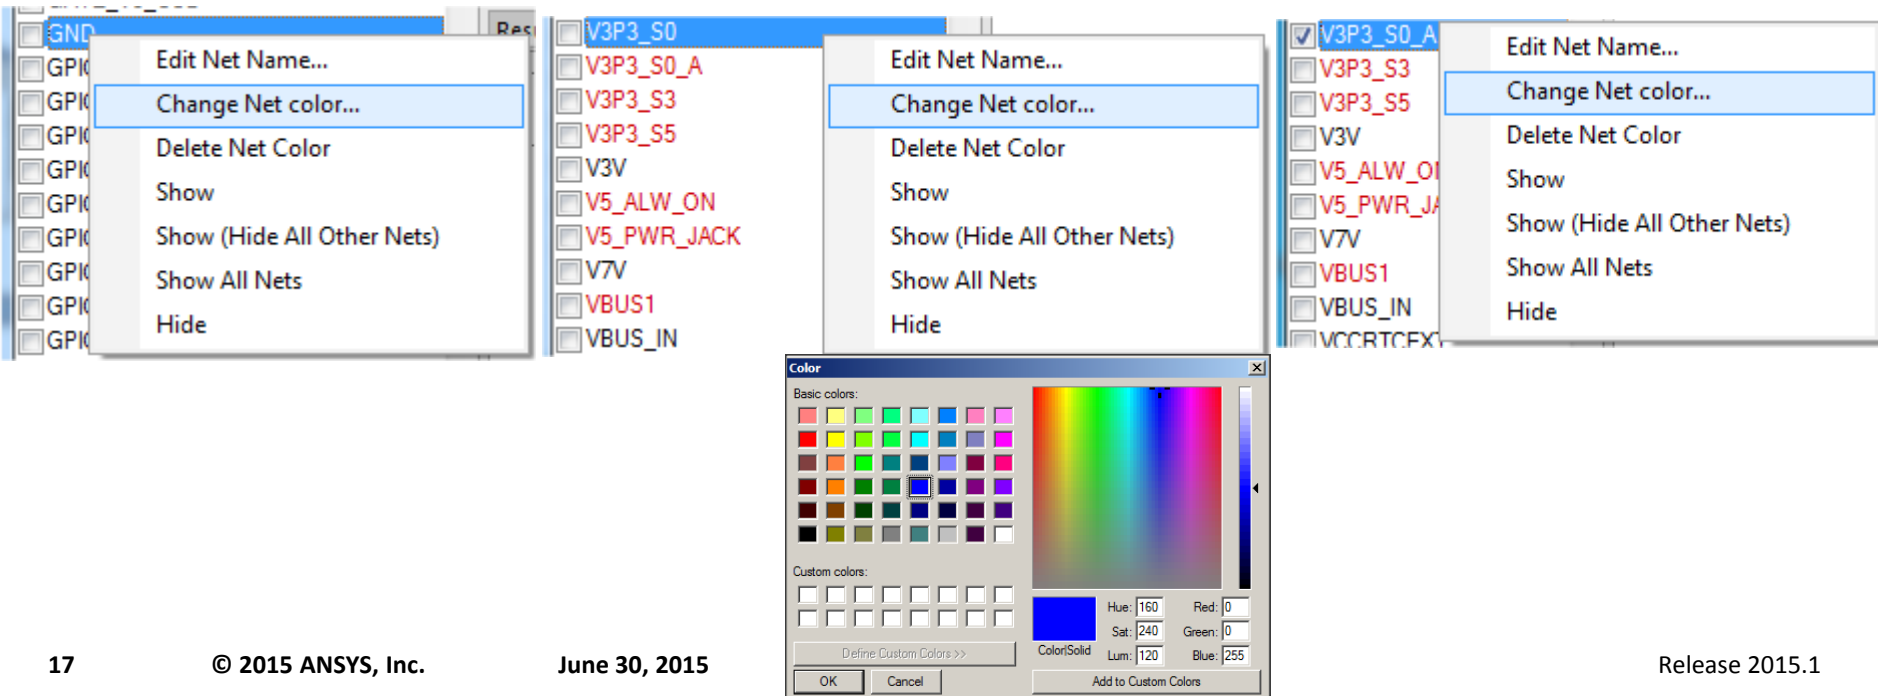 GND
Res
GPI
GPI
GPI
GPI
GPI
GPI
GPI
GPI
GPI
Edit Net Name...
Change Net color...
Delete Net Color
Show
Show (Hide All Other Nets)
Show All Nets
Hide
V3P3_S0
V3P3_S0_A
V3P3_S3
V3P3_S5
V3V
V5_ALW_ON
V5_PWR_JACK
V7V
VBUS1
VBUS_IN
Edit Net Name...
Change Net color...
Delete Net Color
Show
Show (Hide All Other Nets)
Show All Nets
Hide
V3P3_S0_A
V3P3_S3
V3P3_S5
V3V
V5_ALW_O
V5_PWR_J
V7V
VBUS1
VBUS_IN
VCCRTCEXT
Edit Net Name...
Change Net color...
Delete Net Color
Show
Show (Hide All Other Nets)
Show All Nets
Hide
Color
Basic colors:
Custom colors:
Define Custom Colors >>
OK Cancel
Color|Solid
Hue: 160 Red: 0
Sat: 240 Green: 0
Lum: 120 Blue: 255
Add to Custom Colors
17 © 2015 ANSYS, Inc. June 30, 2015 Release 2015.1